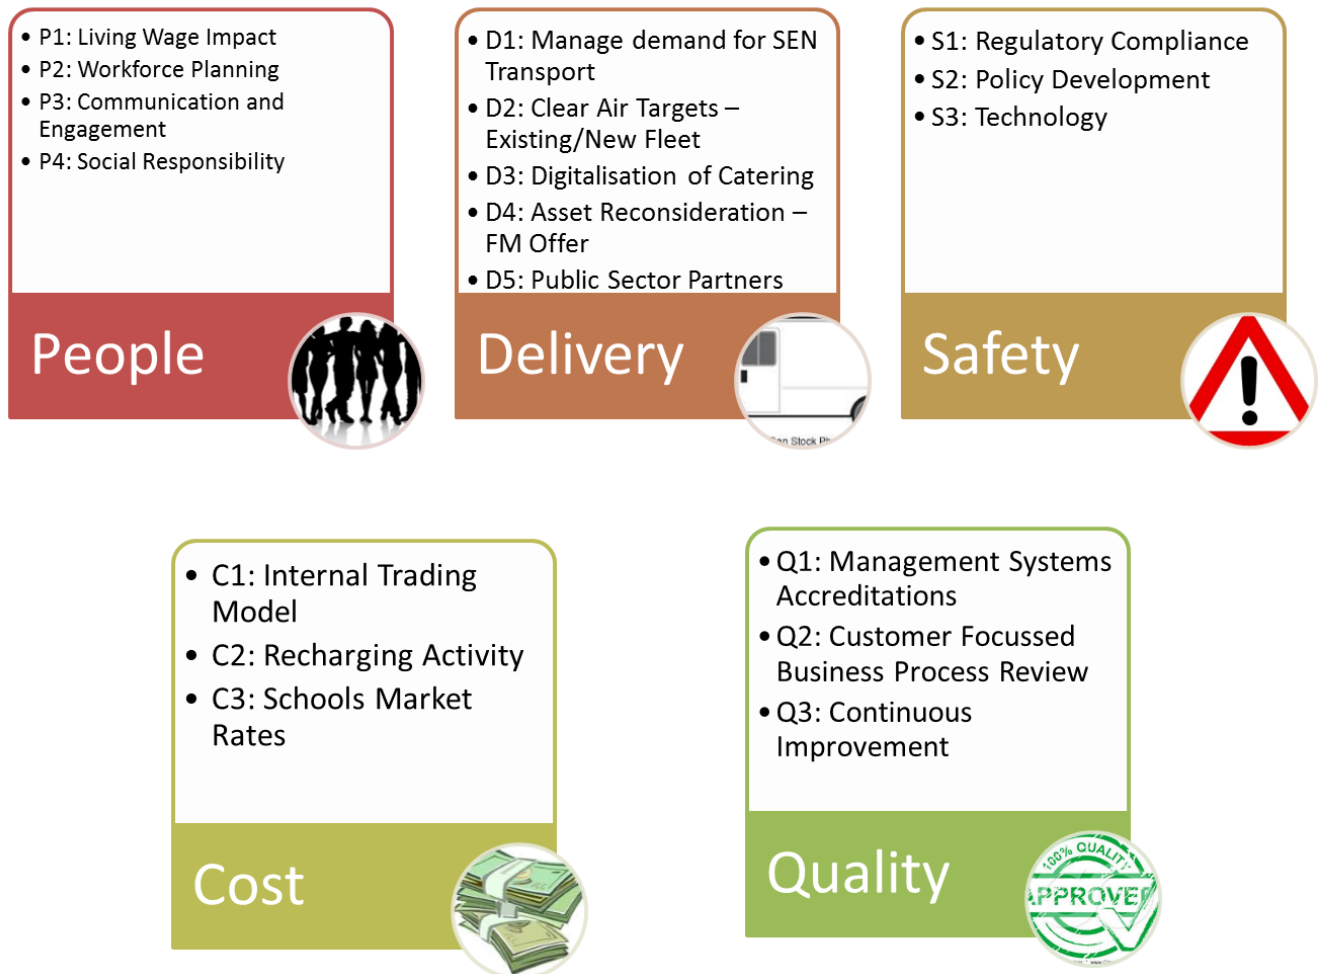 • P1: Living Wage Impact
• P2: Workforce Planning
• P3: Communication and
Engagement
• P4: Social Responsibility
People
• D1: Manage demand for SEN
Transport
• D2: Clear Air Targets –
Existing/New Fleet
• D3: Digitalisation of Catering
• D4: Asset Reconsideration –
FM Offer
• D5: Public Sector Partners
Delivery
• S1: Regulatory Compliance
• S2: Policy Development
• S3: Technology
Safety
• C1: Internal Trading
Model
• C2: Recharging Activity
• C3: Schools Market
Rates
Cost
• Q1: Management Systems
Accreditations
• Q2: Customer Focussed
Business Process Review
• Q3: Continuous
Improvement
Quality
100% QUALITY
APPROVED